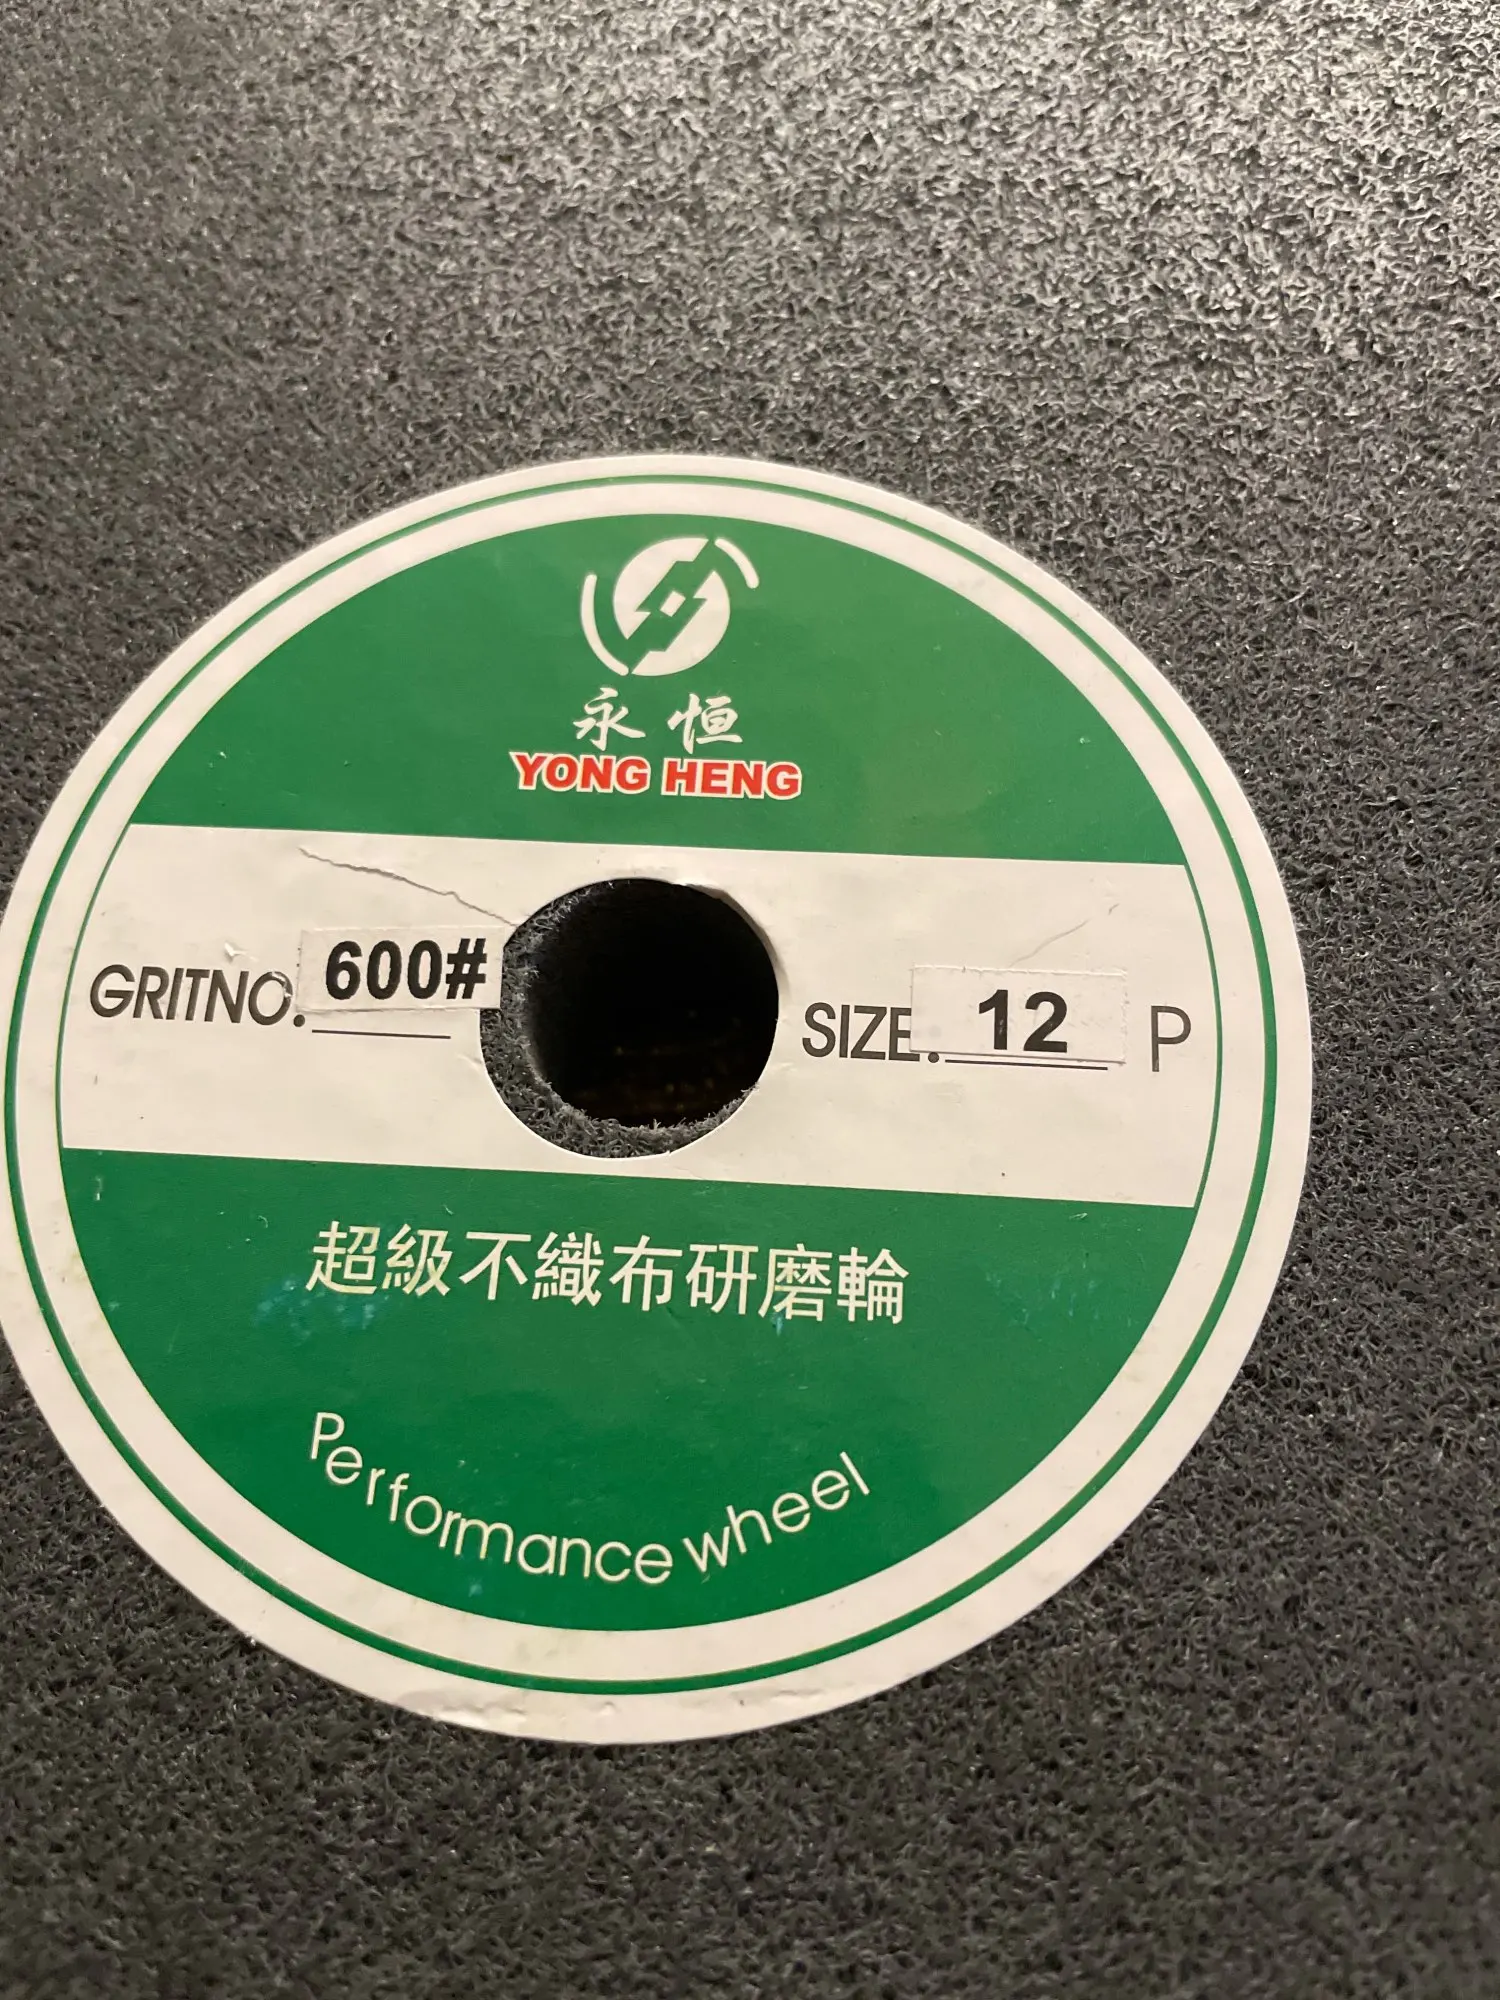 永恒
YONG HENG
GRITNO. 600#
SIZE. 12 P
超級不織布研磨輪
Performance wheel